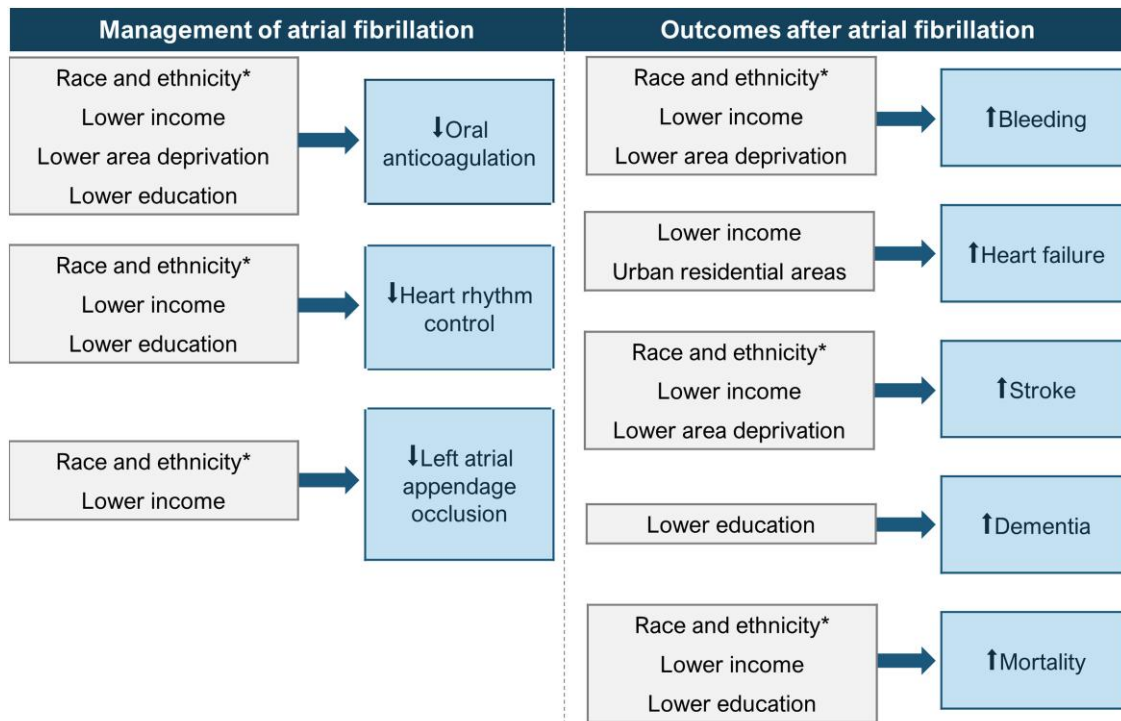 Management of atrial fibrillation
Race and ethnicity*
Lower income
Lower area deprivation
Lower education
↓Oral
anticoagulation
Race and ethnicity*
Lower income
Lower education
↓Heart rhythm
control
Race and ethnicity*
Lower income
↓Left atrial
appendage
occlusion
Outcomes after atrial fibrillation
Race and ethnicity*
Lower income
Lower area deprivation
↑Bleeding
Lower income
Urban residential areas
↑Heart failure
Race and ethnicity*
Lower income
Lower area deprivation
↑Stroke
Lower education
↑Dementia
Race and ethnicity*
Lower income
Lower education
↑Mortality